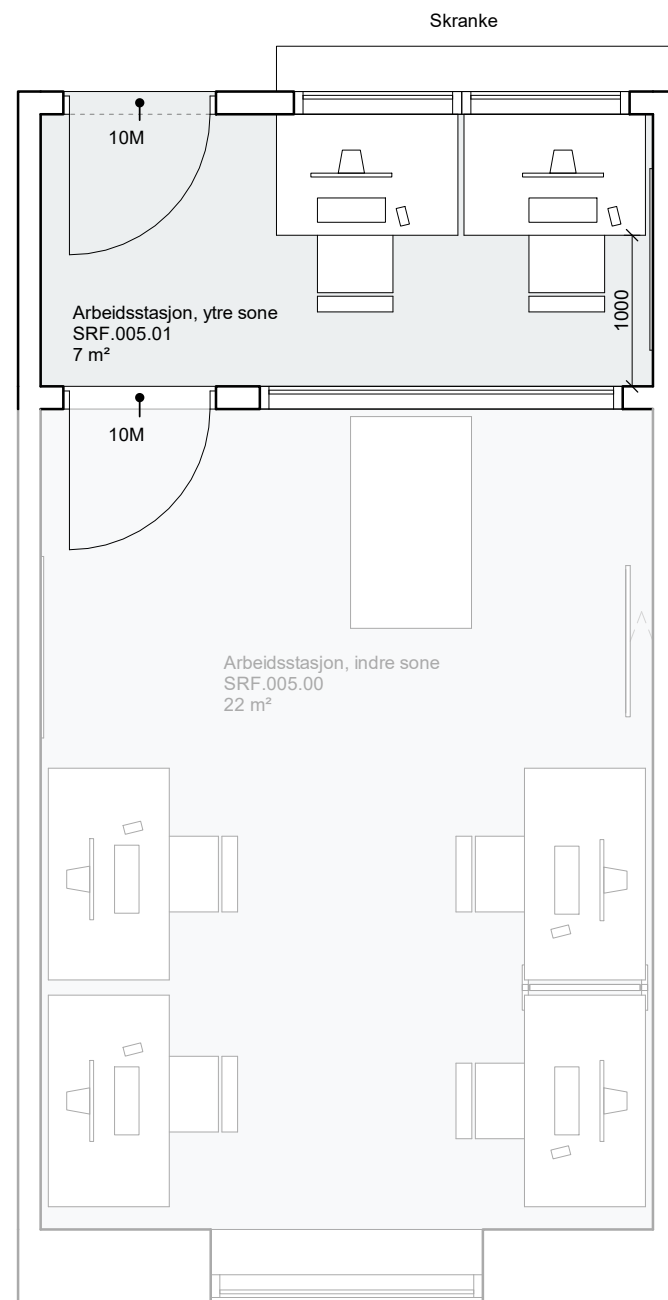 Skranke
10M
Arbeidsstasjon, ytre sone
SRF.005.01
7 m²
1000
10M
Arbeidsstasjon, indre sone
SRF.005.00
22 m²